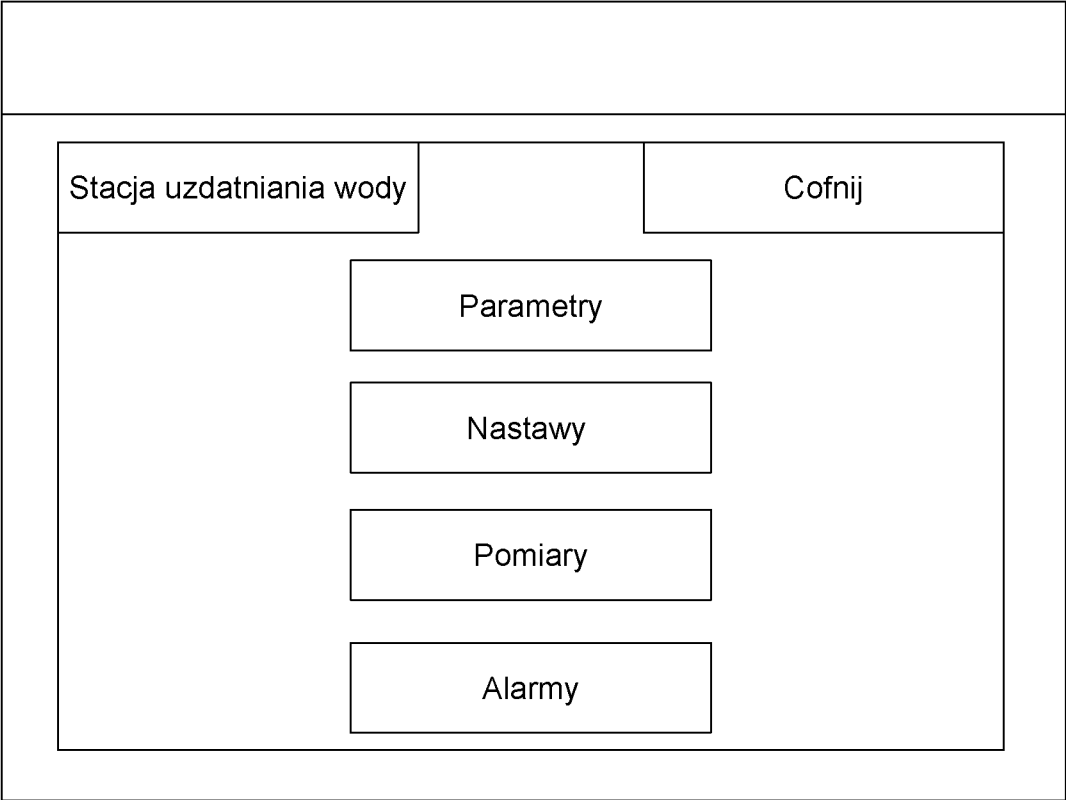 Stacja uzdatniania wody
Cofnij
Parametry
Nastawy
Pomiary
Alarmy